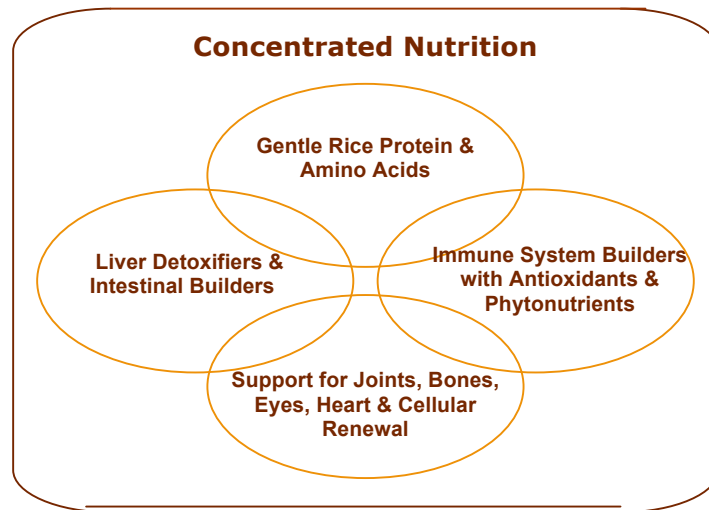 Concentrated Nutrition
Gentle Rice Protein &
Amino Acids
Liver Detoxifiers &
Intestinal Builders
Immune System Builders
with Antioxidants &
Phytonutrients
Support for Joints, Bones,
Eyes, Heart & Cellular
Renewal